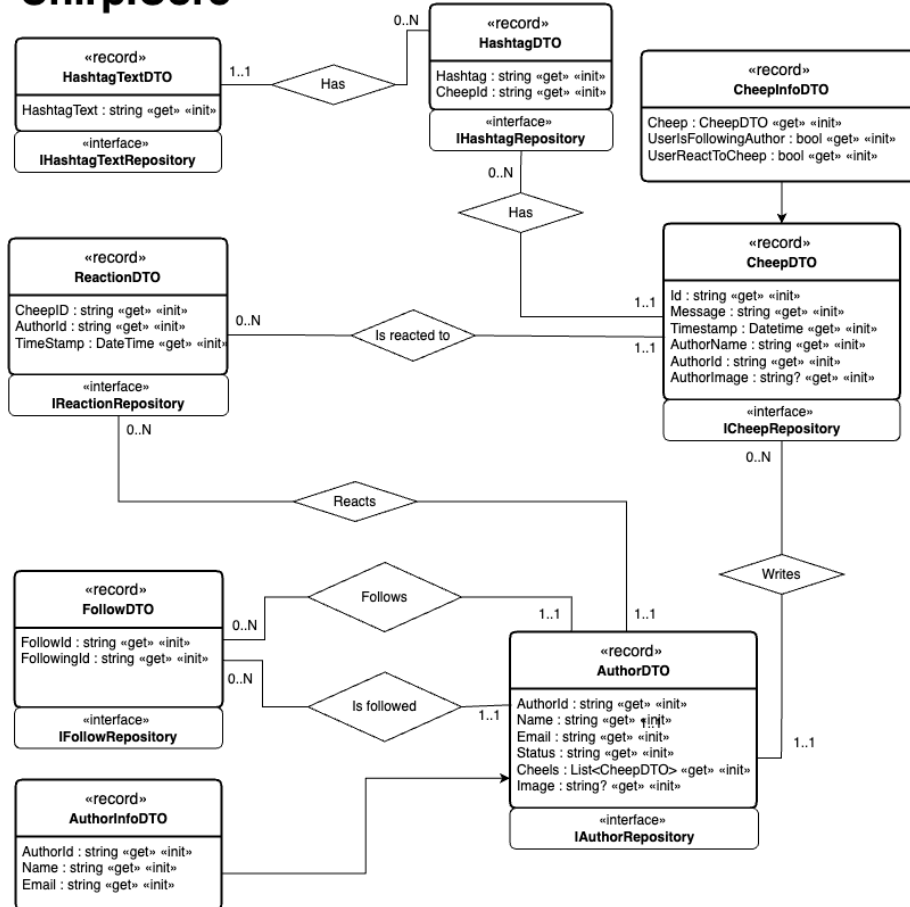 «record»
HashtagTextDTO
HashtagText : string «get» «init»
«interface»
IHashtagTextRepository
1..1
Has
0..N
«record»
HashtagDTO
Hashtag : string «get» «init»
CheepId : string «get» «init»
«interface»
IHashtagRepository
0..N
Has
1..1
«record»
CheepInfoDTO
Cheep : CheepDTO «get» «init»
UserIsFollowingAuthor : bool «get» «init»
UserReactToCheep : bool «get» «init»
«record»
CheepDTO
Id : string «get» «init»
Message : string «get» «init»
Timestamp : Datetime «get» «init»
AuthorName : string «get» «init»
AuthorId : string «get» «init»
AuthorImage : string? «get» «init»
«interface»
ICheepRepository
0..N
«record»
ReactionDTO
CheepID : string «get» «init»
AuthorId : string «get» «init»
TimeStamp : DateTime «get» «init»
«interface»
IReactionRepository
0..N
Is reacted to
1..1
0..N
Reacts
1..1
Writes
1..1
«record»
FollowDTO
FollowId : string «get» «init»
FollowingId : string «get» «init»
«interface»
IFollowRepository
0..N
Follows
1..1
0..N
Is followed
1..1
«record»
AuthorDTO
AuthorId : string «get» «init»
Name : string «get» «init»
1..1
Email : string «get» «init»
Status : string «get» «init»
Cheels : List<CheepDTO> «get» «init»
Image : string? «get» «init»
«interface»
IAuthorRepository
«record»
AuthorInfoDTO
AuthorId : string «get» «init»
Name : string «get» «init»
Email : string «get» «init»